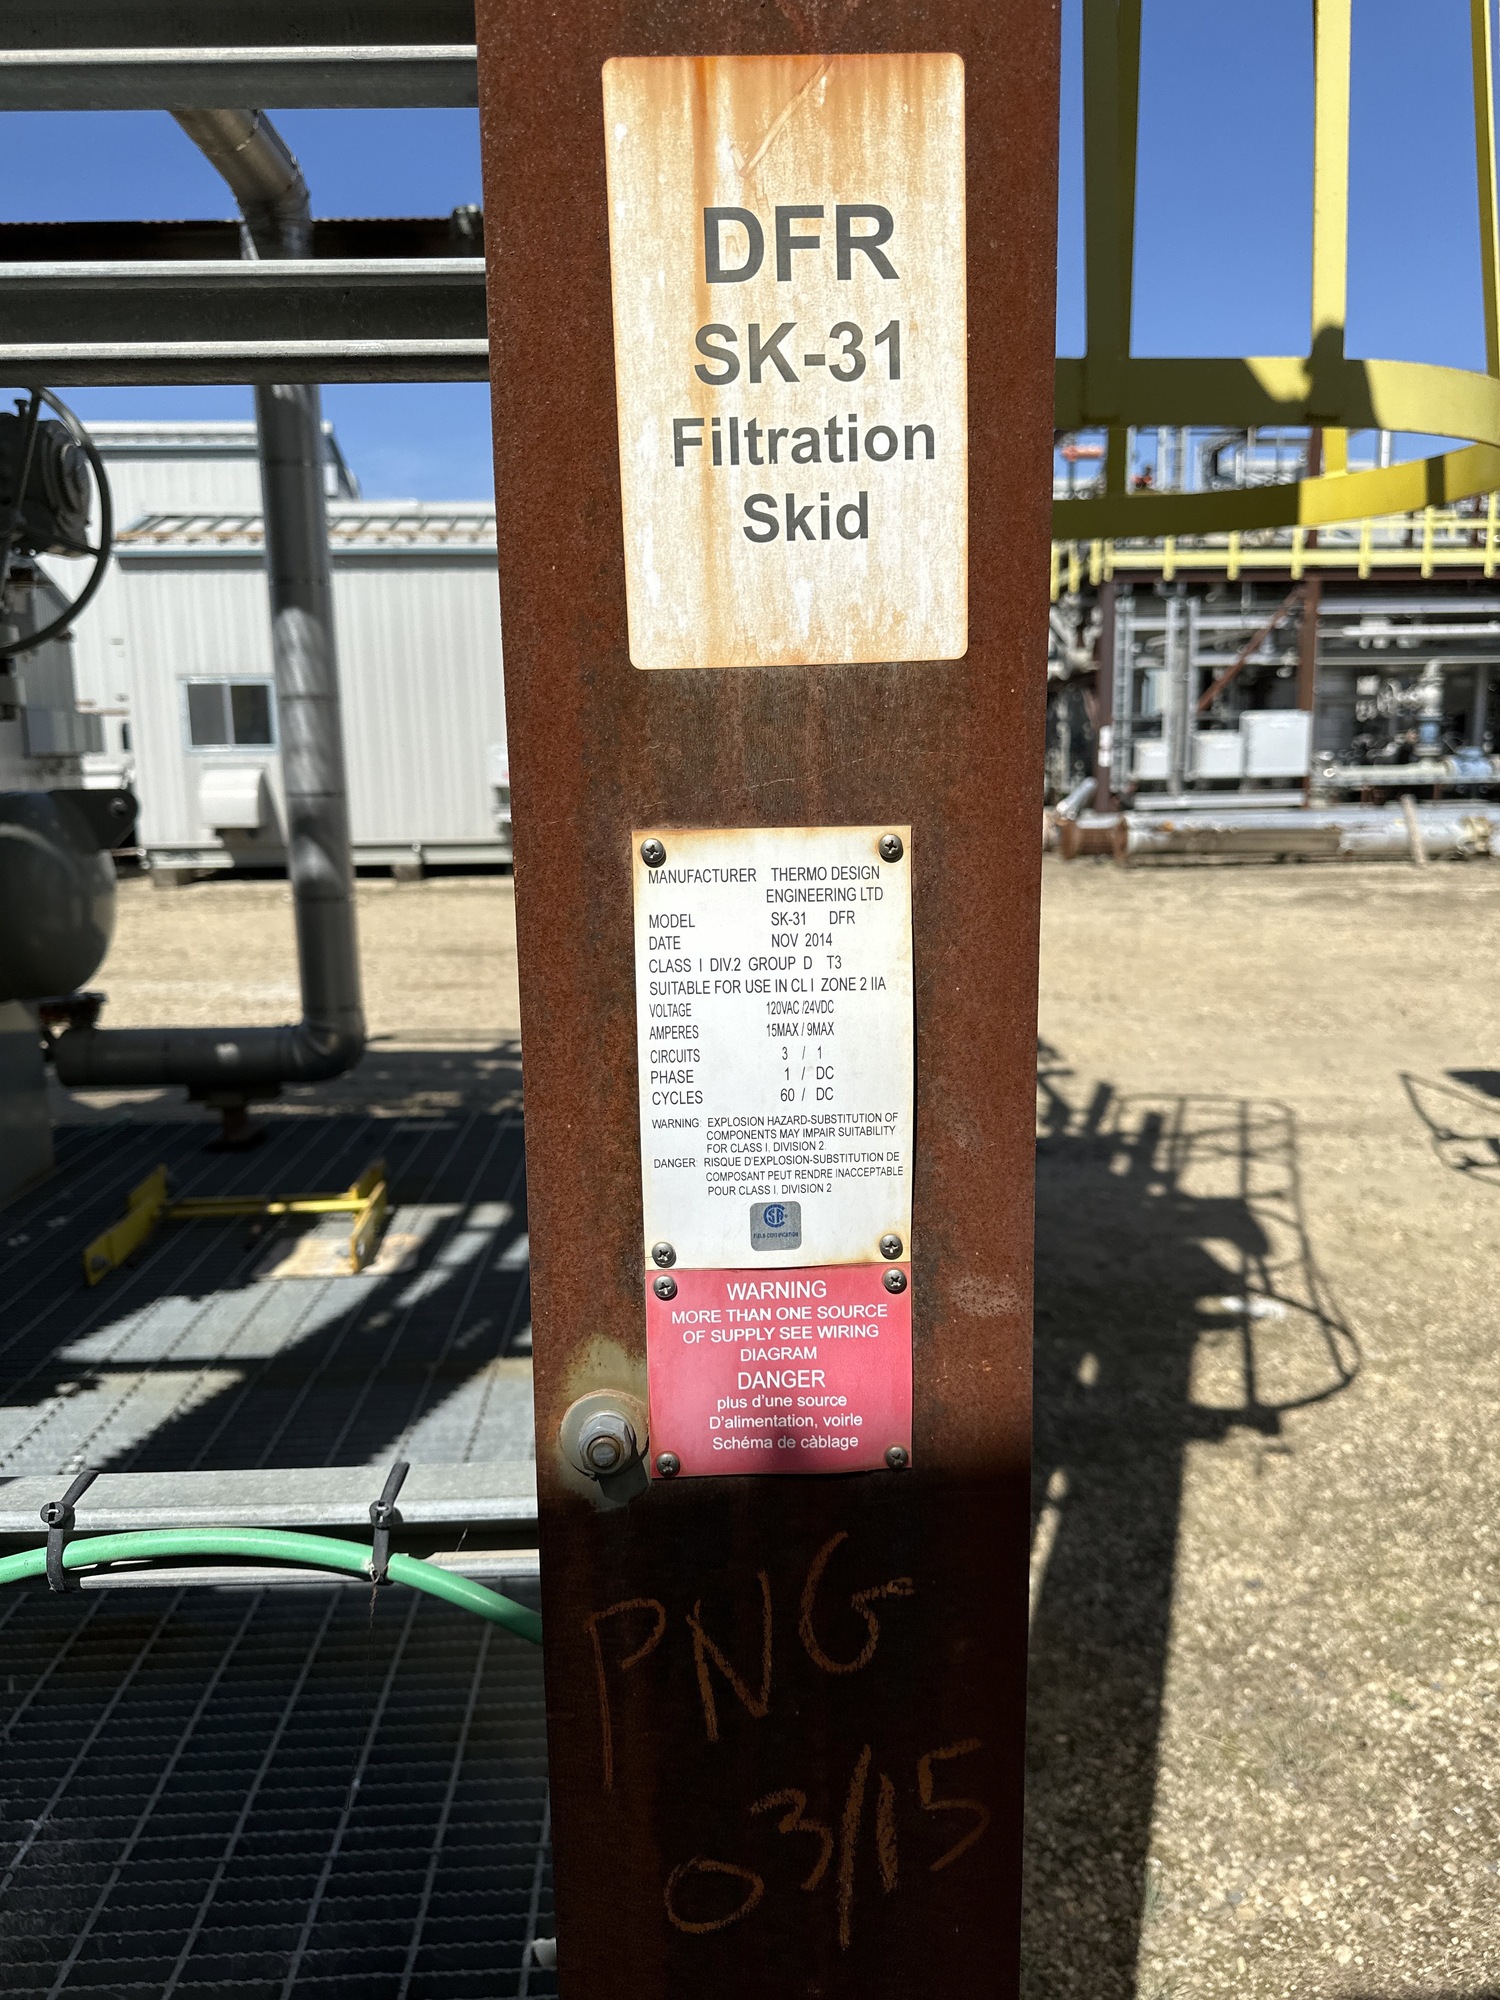 DFR
SK-31
Filtration
Skid
MANUFACTURER THERMO DESIGN
ENGINEERING LTD
MODEL SK-31 DFR
DATE NOV 2014
CLASS I DIV.2 GROUP D T3
SUITABLE FOR USE IN CL I ZONE 2 IIA
VOLTAGE 120VAC /24VDC
AMPERES 15MAX / 9MAX
CIRCUITS 3 / 1
PHASE 1 / DC
CYCLES 60 / DC
WARNING: EXPLOSION HAZARD-SUBSTITUTION OF
COMPONENTS MAY IMPAIR SUITABILITY
FOR CLASS I, DIVISION 2.
DANGER: RISQUE D'EXPLOSION-SUBSTITUTION DE
COMPOSANT PEUT RENDRE INACCEPTABLE
POUR CLASS I, DIVISION 2
FIELD CERTIFICATION
WARNING
MORE THAN ONE SOURCE
OF SUPPLY SEE WIRING
DIAGRAM
DANGER
plus d'une source
D'alimentation, voirle
Schéma de càblage
PNG
03/15